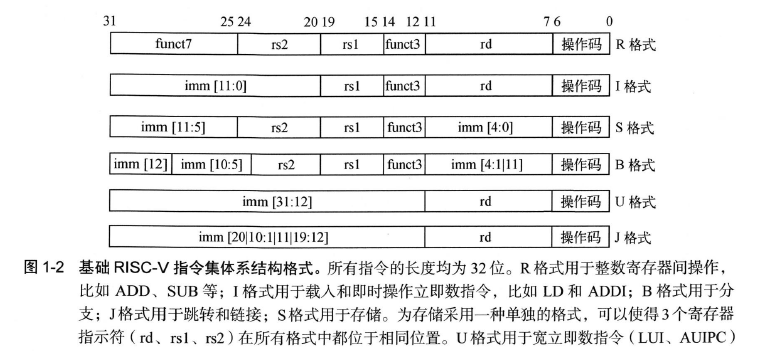 31 25 24 20 19 15 14 12 11 7 6 0
funct7 rs2 rs1 funct3 rd 操作码 R 格式
imm [11:0] rs1 funct3 rd 操作码 I 格式
imm [11:5] rs2 rs1 funct3 imm [4:0] 操作码 S 格式
imm [12] imm [10:5] rs2 rs1 funct3 imm [4:1|11] 操作码 B 格式
imm [31:12] rd 操作码 U 格式
imm [20|10:1|11|19:12] rd 操作码 J 格式
图 1-2 基础 RISC-V 指令集体系结构格式。所有指令的长度均为 32 位。R 格式用于整数寄存器间操作，
比如 ADD、SUB 等；I 格式用于载入和即时操作立即数指令，比如 LD 和 ADDI；B 格式用于分
支；J 格式用于跳转和链接；S 格式用于存储。为存储采用一种单独的格式，可以使得 3 个寄存器
指示符（rd、rs1、rs2）在所有格式中都位于相同位置。U 格式用于宽立即数指令（LUI、AUIPC）